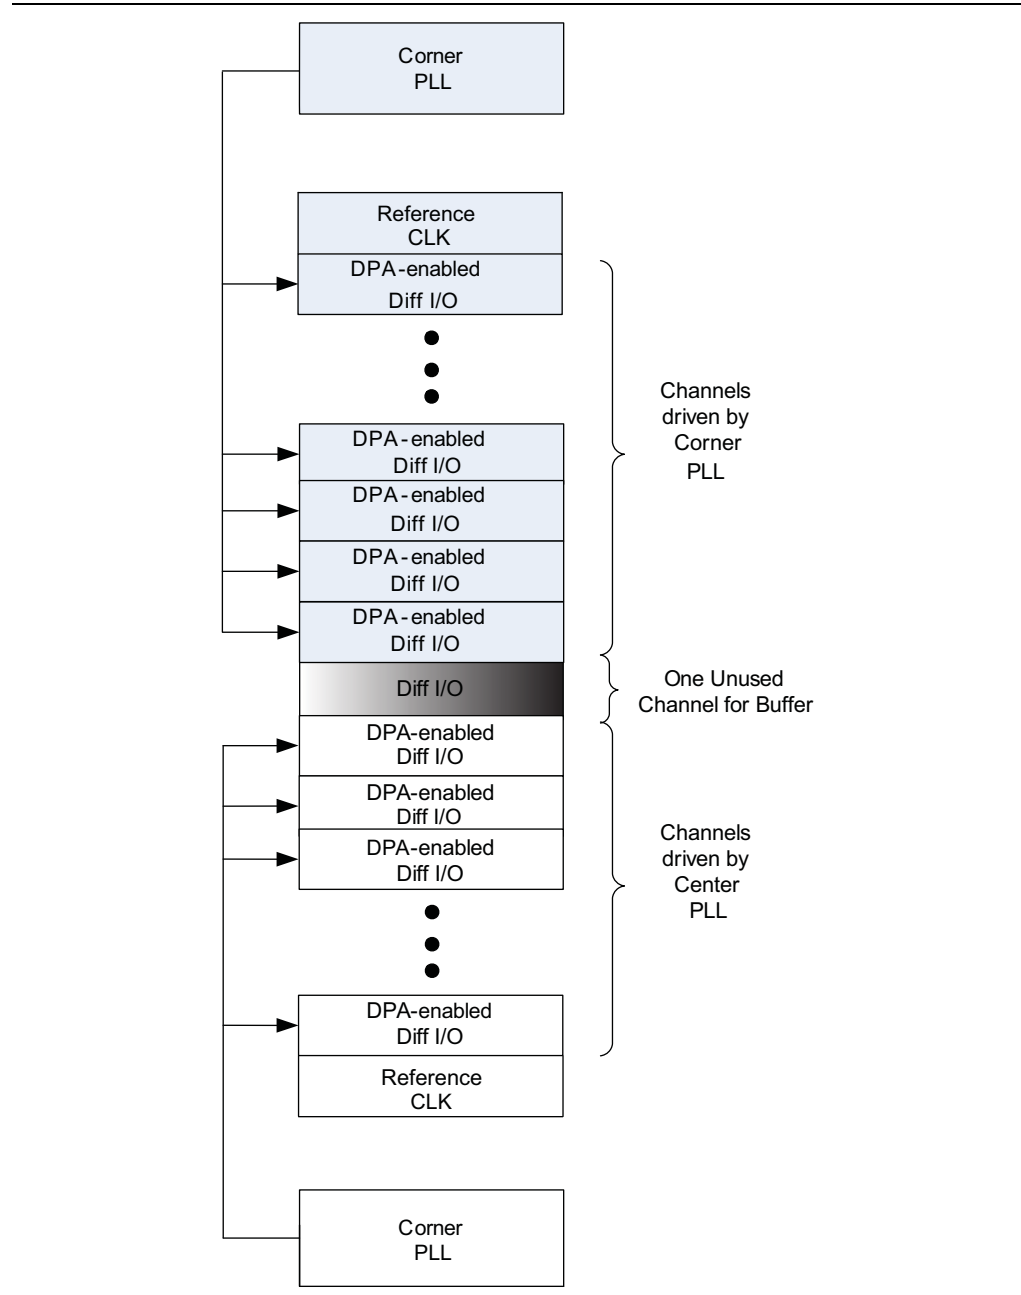 Corner
PLL
Reference
CLK
DPA-enabled
Diff I/O
DPA-enabled
Diff I/O
DPA-enabled
Diff I/O
DPA-enabled
Diff I/O
DPA-enabled
Diff I/O
Channels
driven by
Corner
PLL
Diff I/O
One Unused
Channel for Buffer
DPA-enabled
Diff I/O
DPA-enabled
Diff I/O
DPA-enabled
Diff I/O
Channels
driven by
Center
PLL
DPA-enabled
Diff I/O
Reference
CLK
Corner
PLL